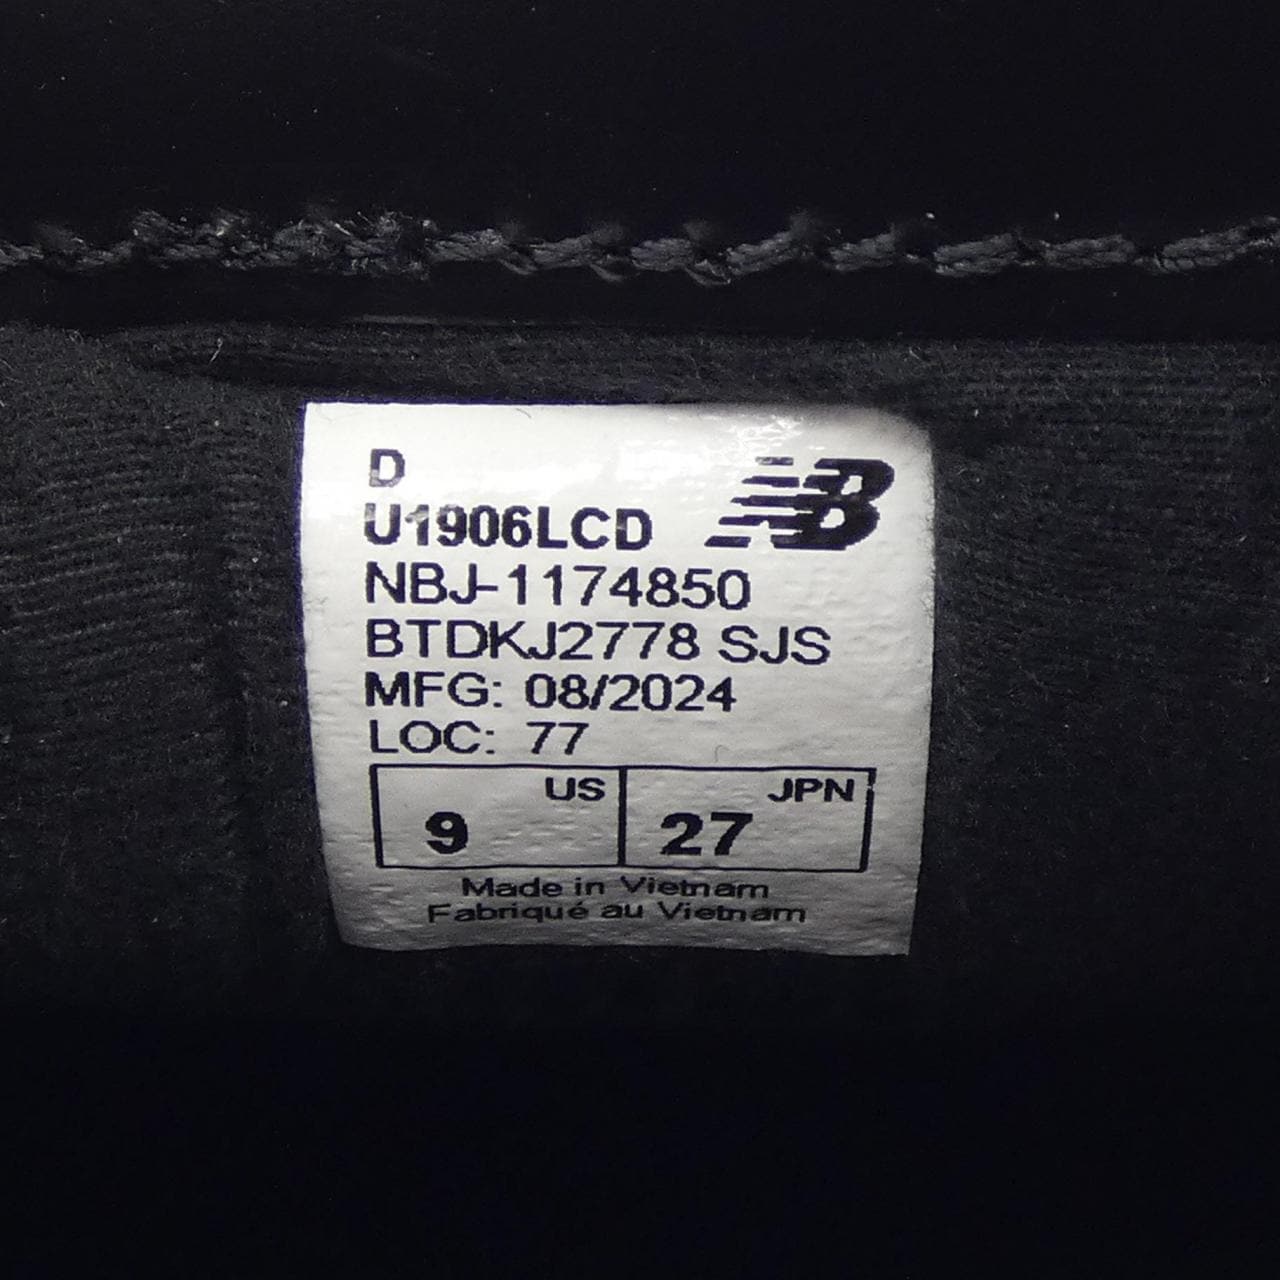 D
U1906LCD
NB
NBJ-1174850
BTDKJ2778 SJS
MFG: 08/2024
LOC: 77
US JPN
9 27
Made in Vietnam
Fabriqué au Vietnam